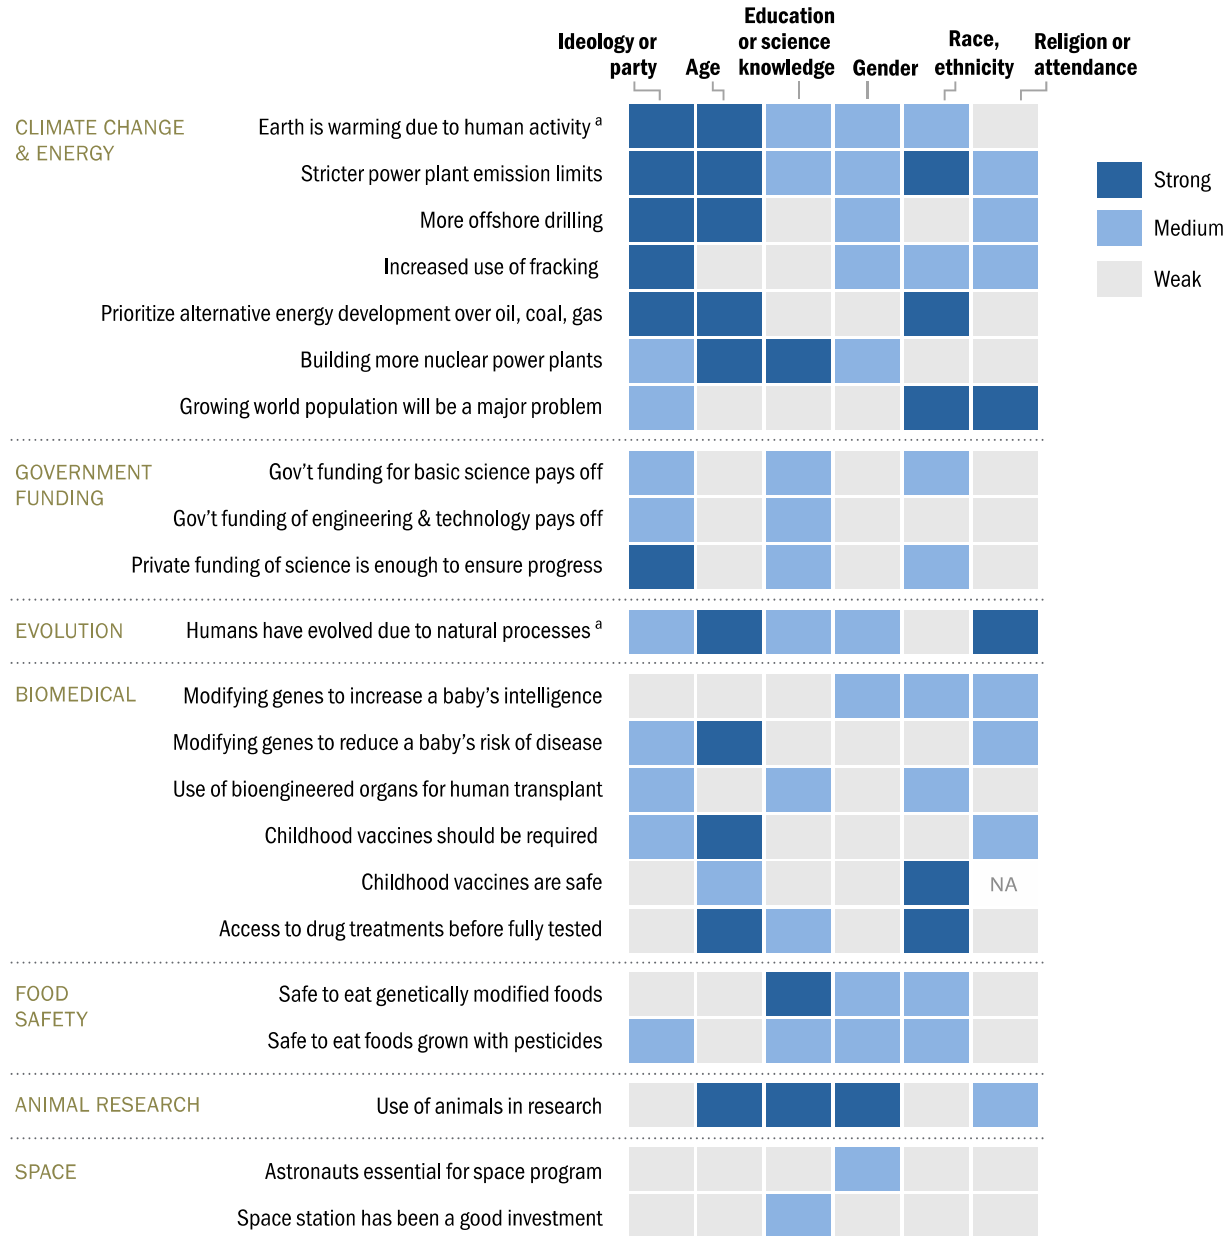 Ideology or
party
Age
Education
or science
knowledge
Gender
Race,
ethnicity
Religion or
attendance
CLIMATE CHANGE
& ENERGY
Earth is warming due to human activity a
Stricter power plant emission limits
More offshore drilling
Increased use of fracking
Prioritize alternative energy development over oil, coal, gas
Building more nuclear power plants
Growing world population will be a major problem
Strong
Medium
Weak
GOVERNMENT
FUNDING
Gov't funding for basic science pays off
Gov't funding of engineering & technology pays off
Private funding of science is enough to ensure progress
EVOLUTION
Humans have evolved due to natural processes a
BIOMEDICAL
Modifying genes to increase a baby's intelligence
Modifying genes to reduce a baby's risk of disease
Use of bioengineered organs for human transplant
Childhood vaccines should be required
Childhood vaccines are safe
NA
Access to drug treatments before fully tested
FOOD
SAFETY
Safe to eat genetically modified foods
Safe to eat foods grown with pesticides
ANIMAL RESEARCH
Use of animals in research
SPACE
Astronauts essential for space program
Space station has been a good investment